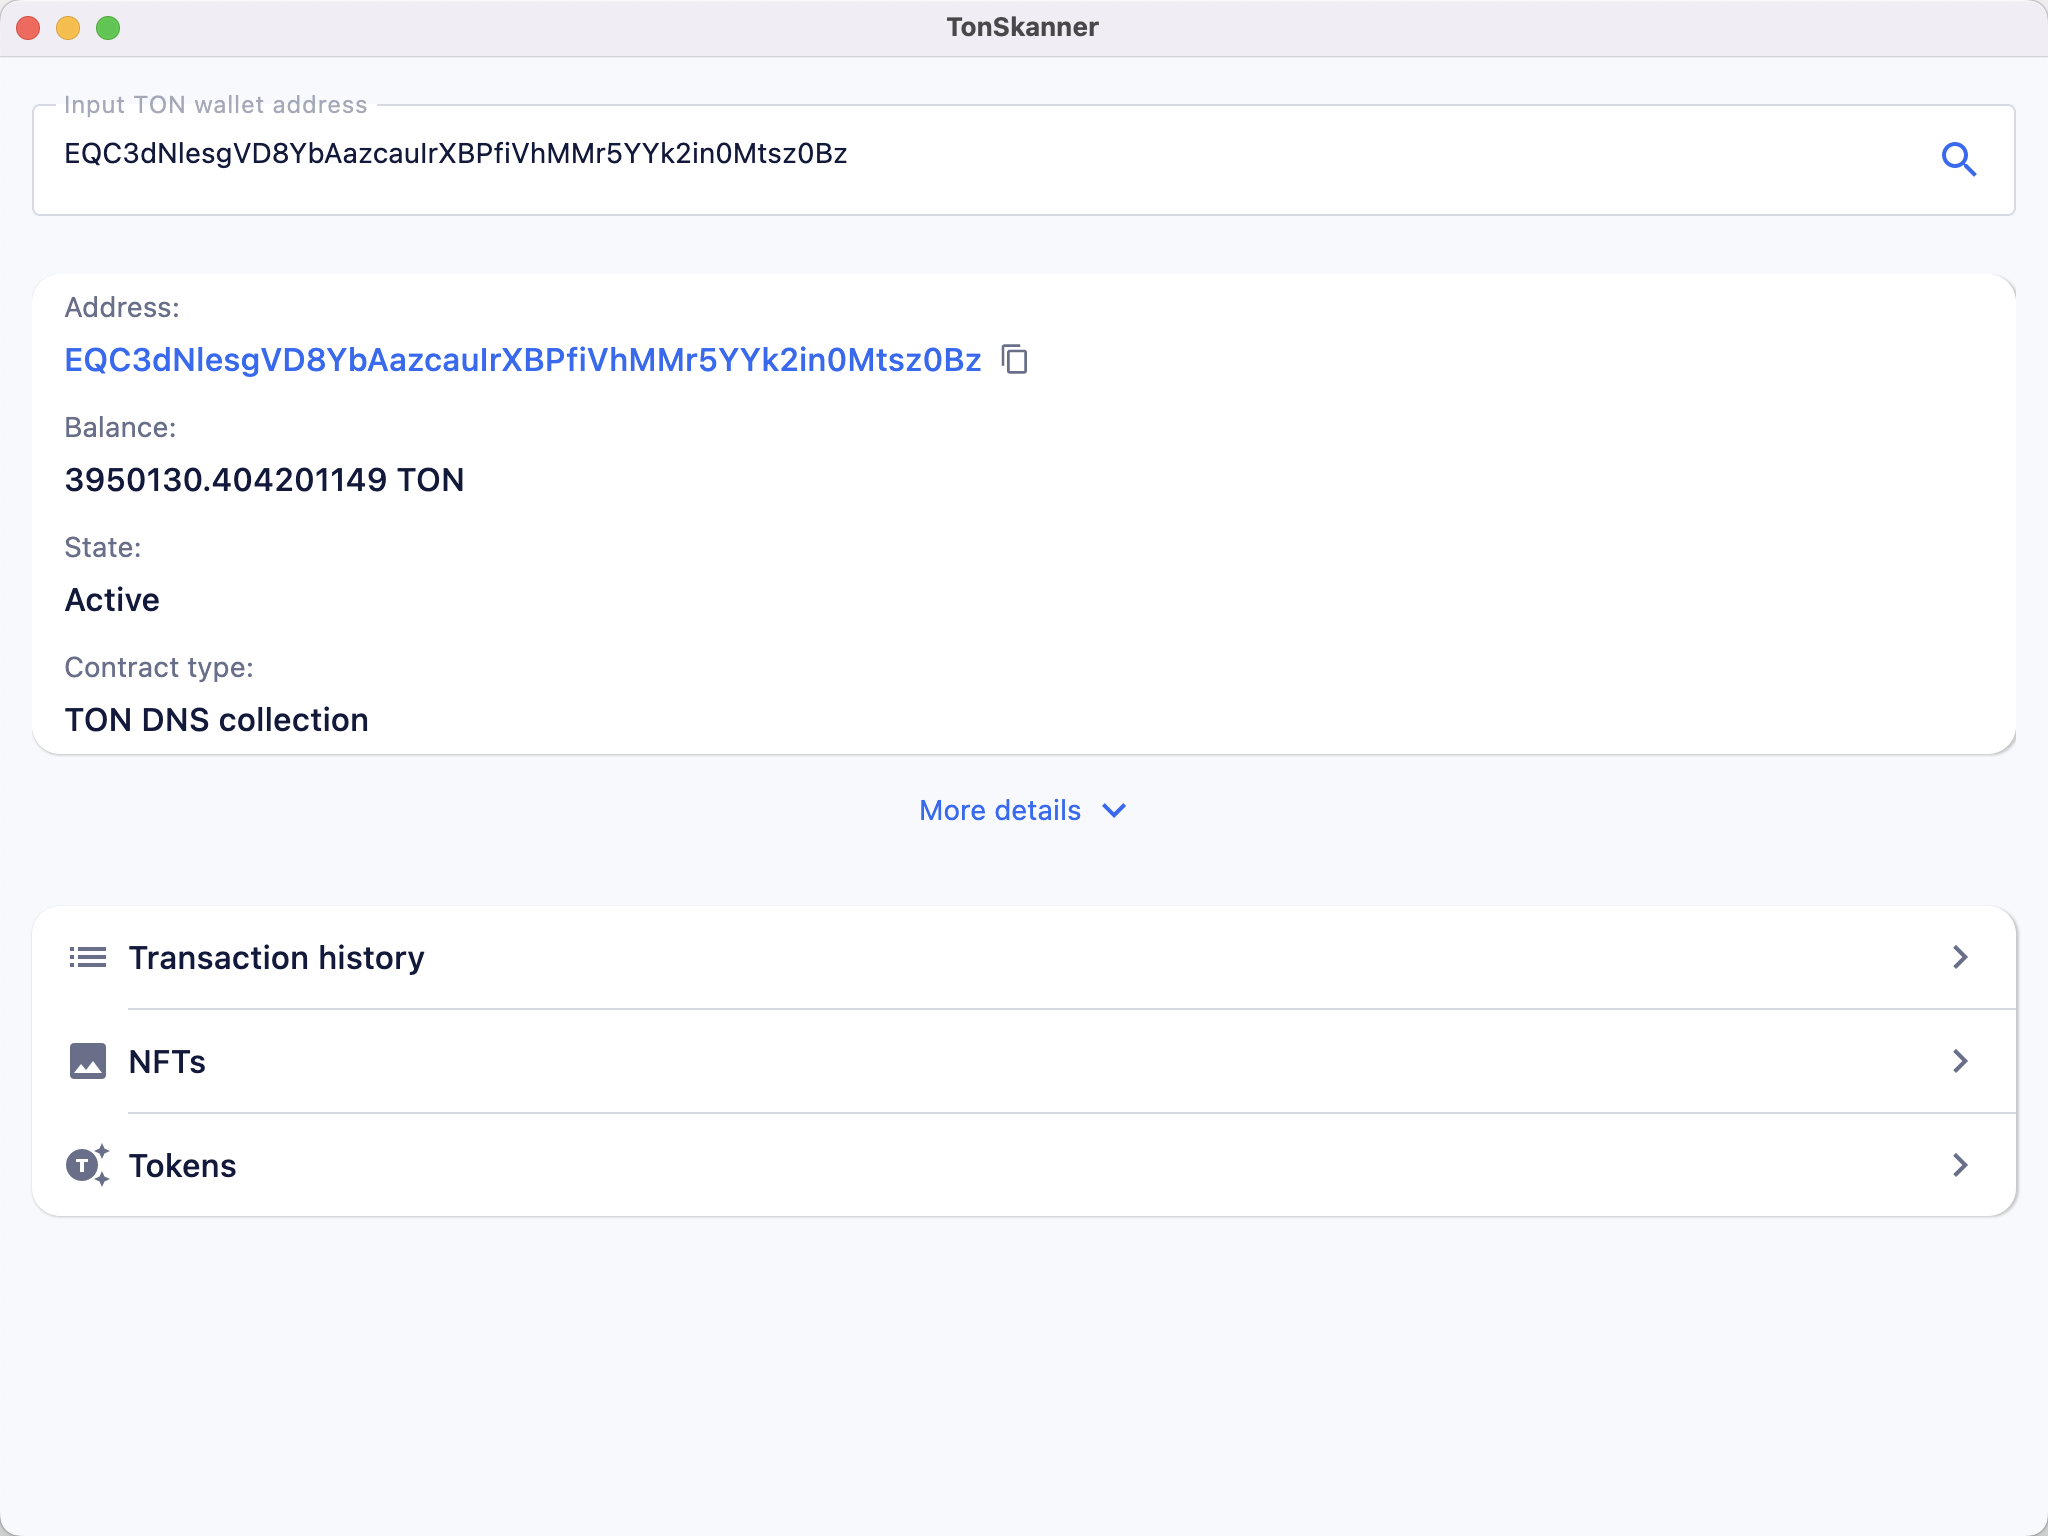 TonSkanner
Input TON wallet address
EQC3dNlesgVD8YbAazcauIrXBPfiVhMMr5YYk2in0Mtsz0Bz
Address:
EQC3dNlesgVD8YbAazcauIrXBPfiVhMMr5YYk2in0Mtsz0Bz
Balance:
3950130.404201149 TON
State:
Active
Contract type:
TON DNS collection
More details
Transaction history
NFTs
T
Tokens